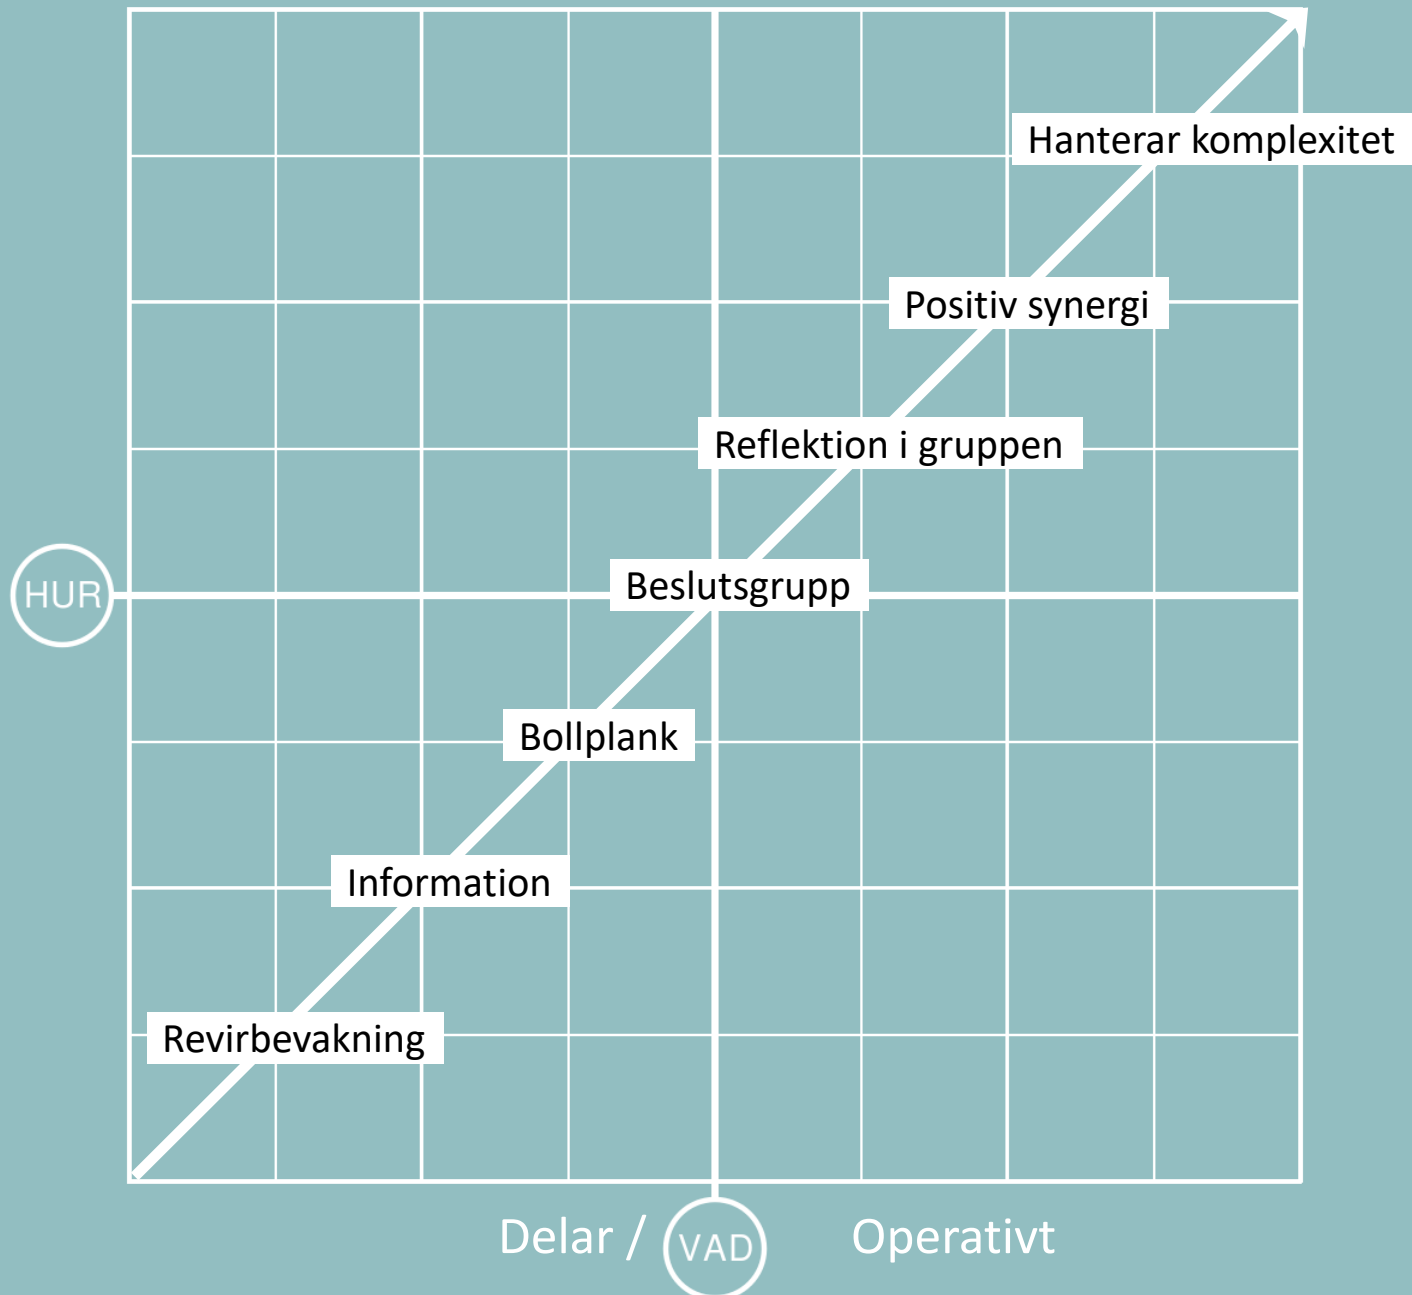 Hanterar komplexitet
Positiv synergi
Reflektion i gruppen
HUR
Beslutsgrupp
Bollplank
Information
Revirbevakning
Delar / VAD Operativt